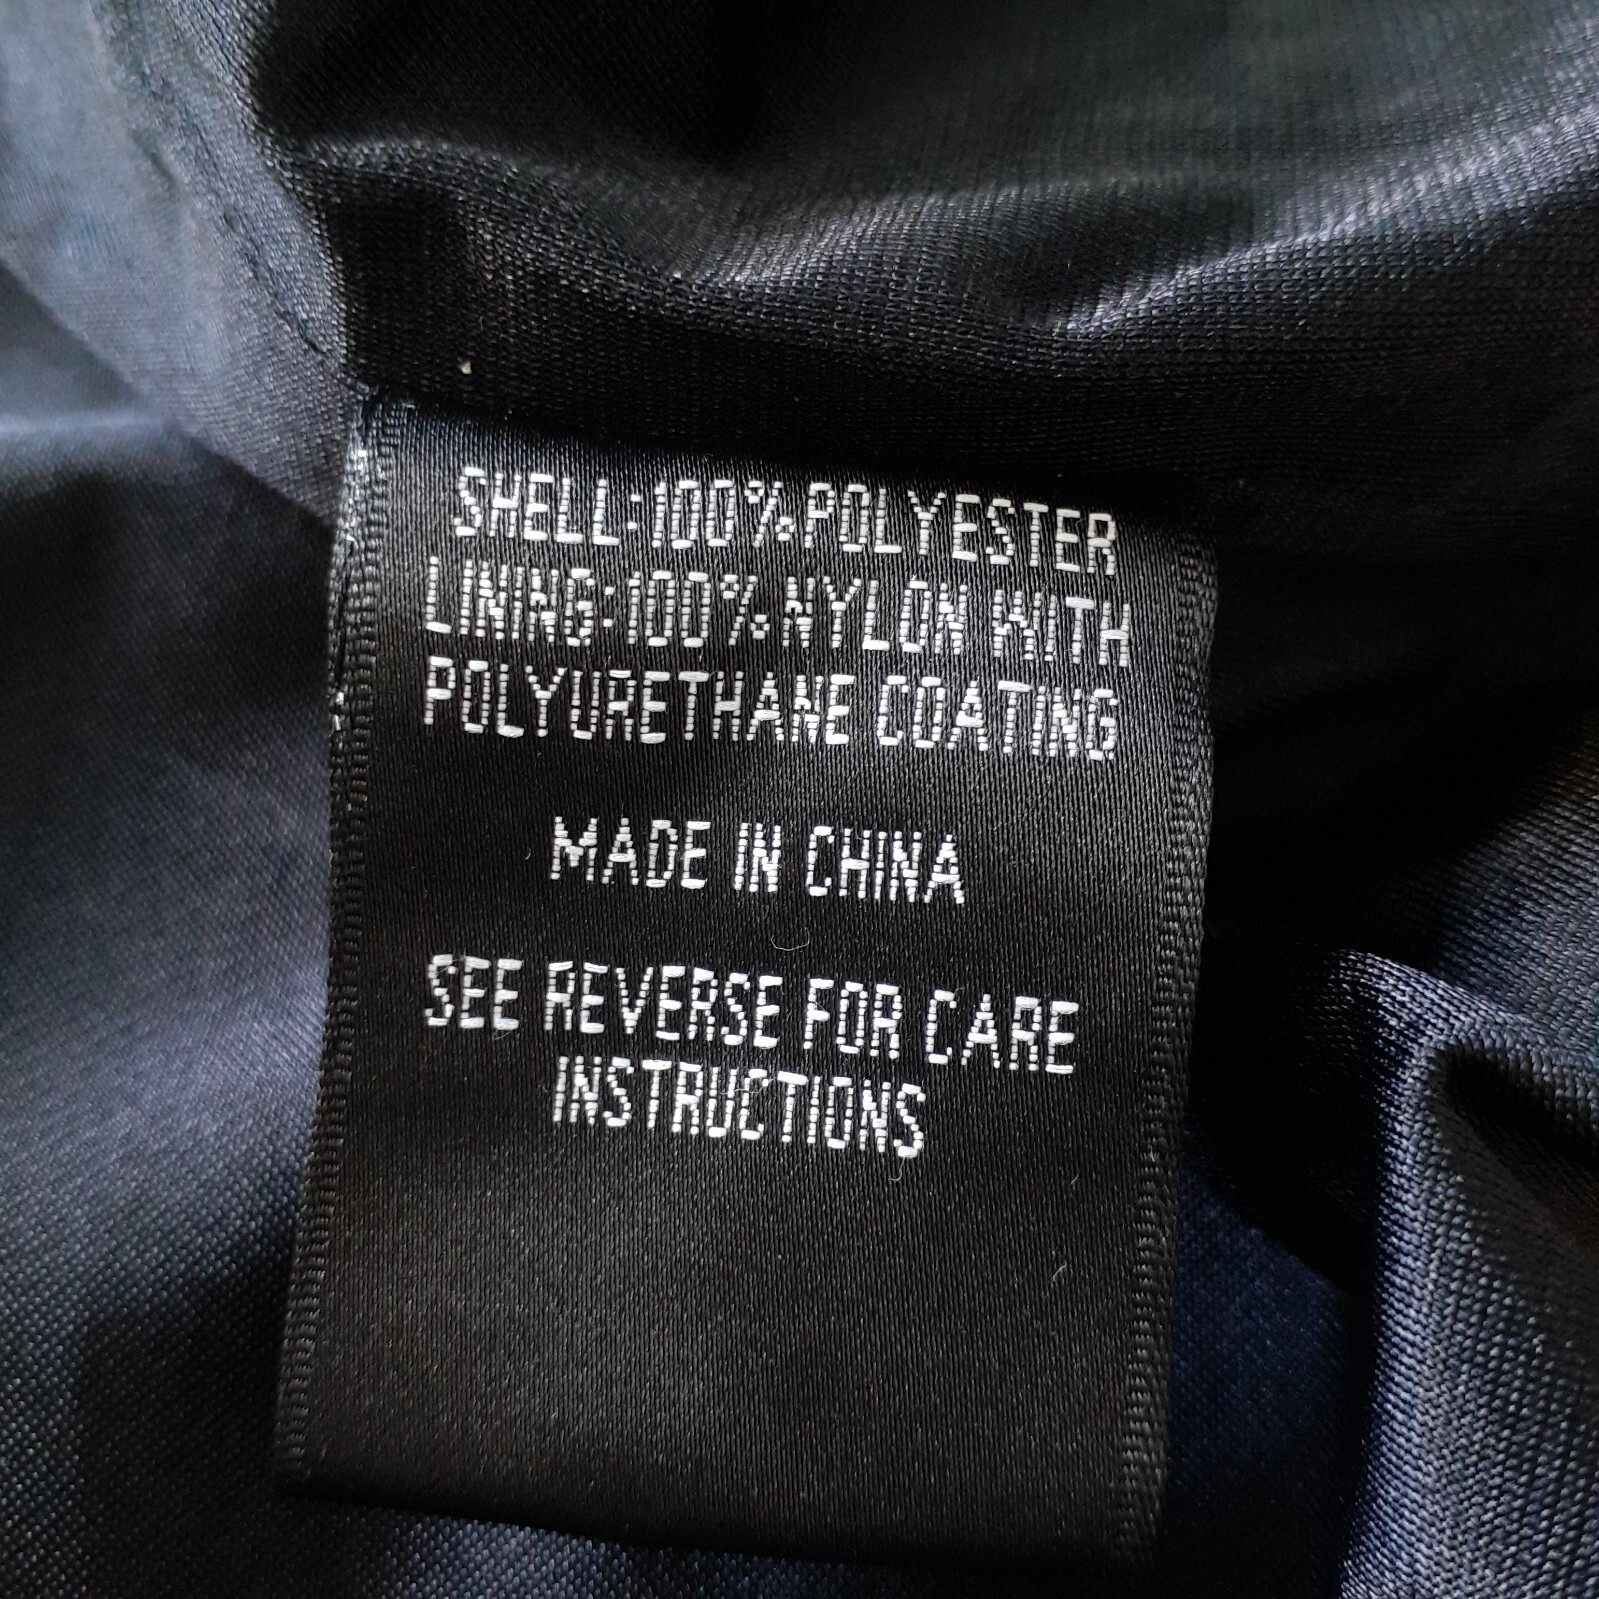 SHELL:100%POLYESTER
LINING:100%NYLON WITH
POLYURETHANE COATING
MADE IN CHINA
SEE REVERSE FOR CARE
INSTRUCTIONS